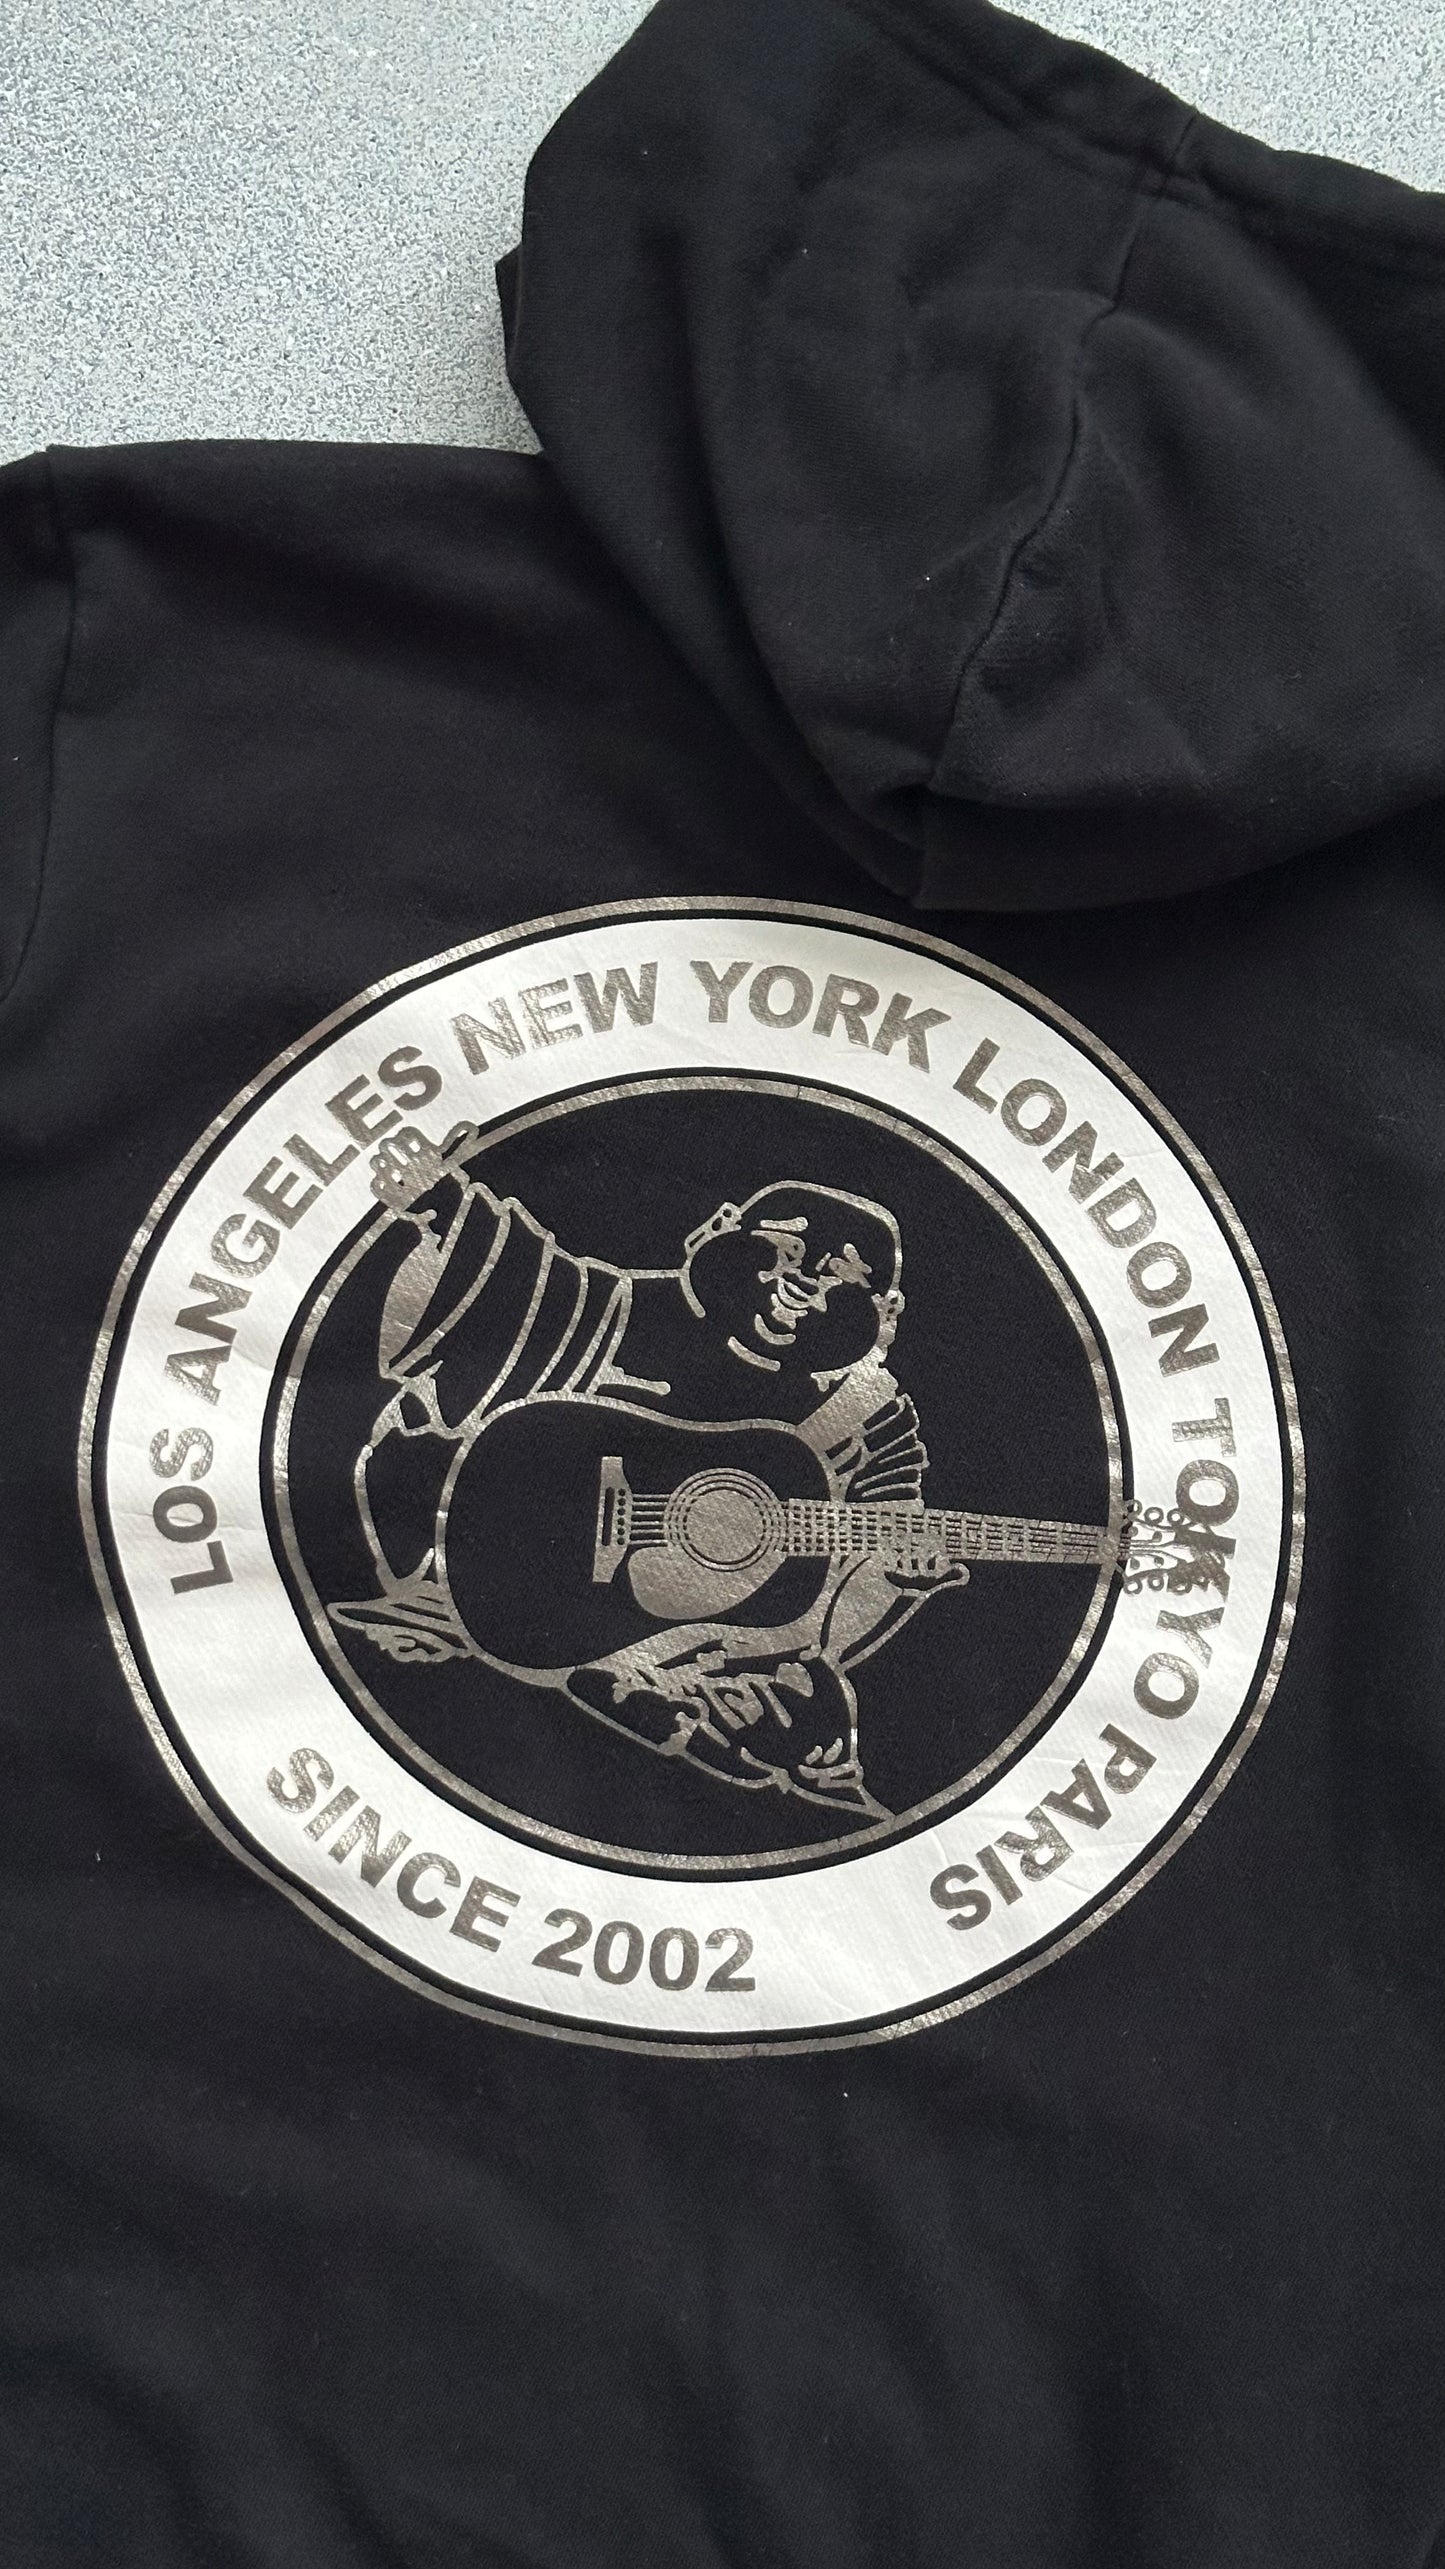 LOS ANGELES NEW YORK LONDON TOKYO PARIS
SINCE 2002